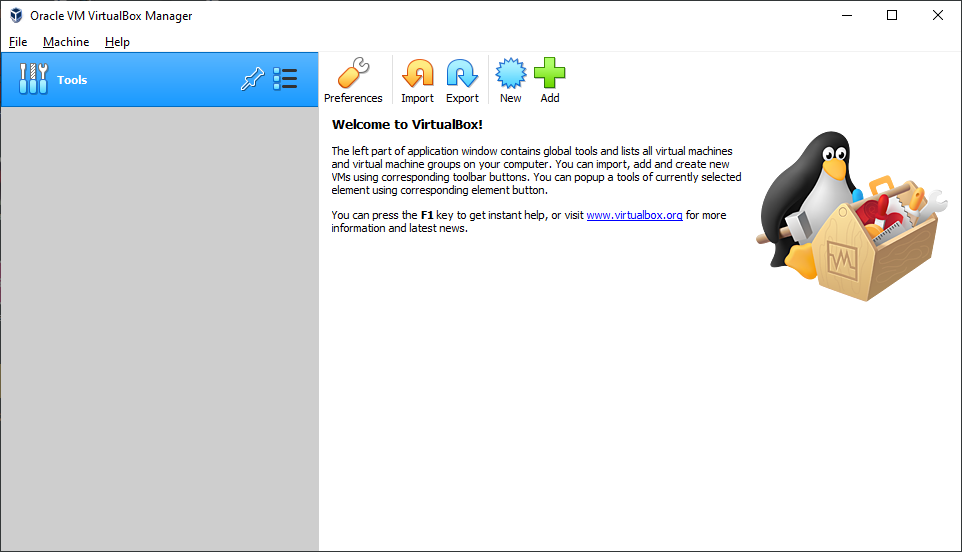 Oracle VM VirtualBox Manager
File Machine Help
Tools
Preferences Import Export New Add
Welcome to VirtualBox!
The left part of application window contains global tools and lists all virtual machines
and virtual machine groups on your computer. You can import, add and create new
VMs using corresponding toolbar buttons. You can popup a tools of currently selected
element using corresponding element button.
You can press the F1 key to get instant help, or visit www.virtualbox.org for more
information and latest news.